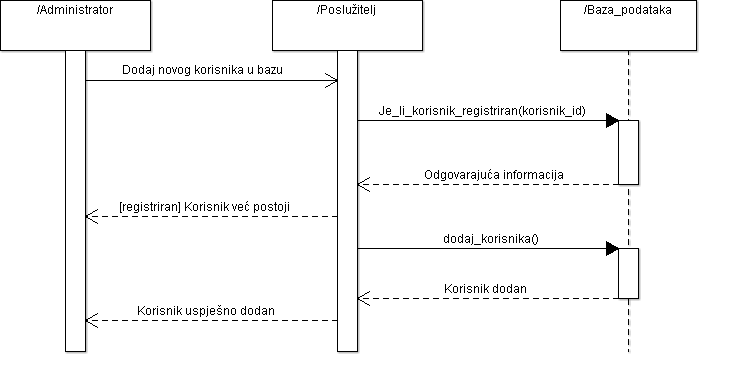 /Administrator
/Poslužitelj
/Baza_podataka
Dodaj novog korisnika u bazu
Je_li_korisnik_registriran(korisnik_id)
Odgovarajuća informacija
[registriran] Korisnik već postoji
dodaj_korisnika()
Korisnik dodan
Korisnik uspješno dodan